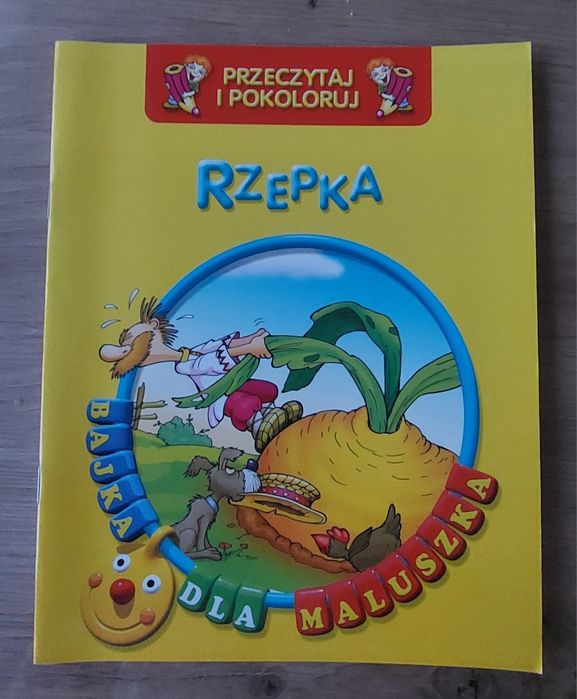 PRZECZYTAJ
I POKOLORUJ
RZEPKA
BAJKA
DLA
MALUSZKA